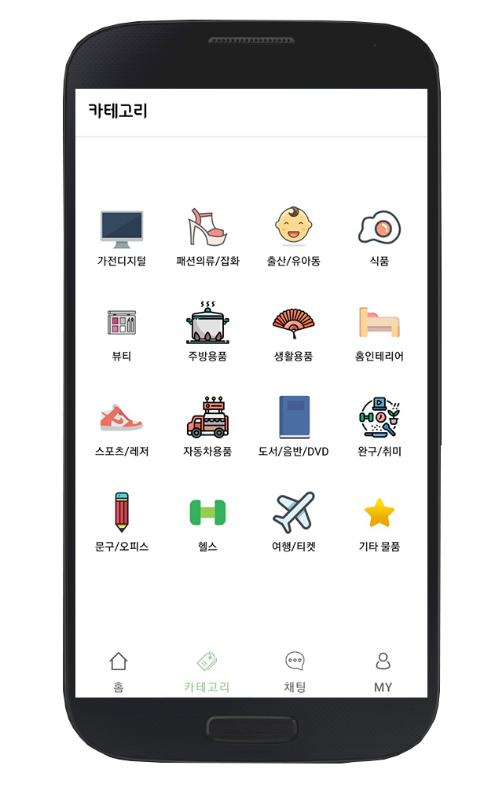 카테고리
가전디지털
패션의류/잡화
출산/유아동
식품
뷰티
주방용품
생활용품
홈인테리어
스포츠/레저
자동차용품
도서/음반/DVD
완구/취미
문구/오피스
헬스
여행/티켓
기타 물품
홈
카테고리
채팅
MY